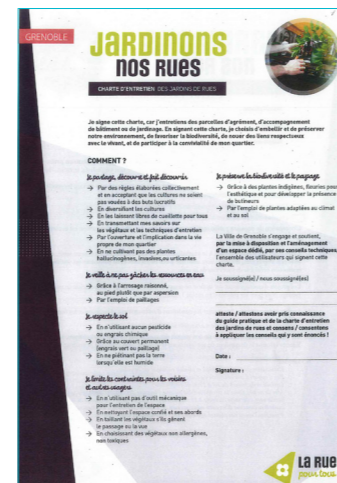 GRENOBLE
JARDINONS
NOS RUES
CHARTE D'ENTRETIEN DES JARDINS DE RUES
Je signe cette charte, car j'entretiens des parcelles d'agrément, d'accompagnement
de bâtiment ou de jardinage. En signant cette charte, je choisis d'embellir et de préserver
notre environnement, de favoriser la biodiversité, de nouer des liens respectueux
avec le vivant, et de participer à la convivialité de mon quartier.
COMMENT ?
Je partage, découvre et fait découvrir
→ Par des règles élaborées collectivement
et en acceptant que les cultures ne soient
pas vouées à des buts lucratifs
→ En diversifiant les cultures
→ En les laissant libres de cueillette pour tous
→ En transmettant mes savoirs sur
les végétaux et les techniques d'entretien
→ Par l'ouverture et l'implication dans la vie
propre de mon quartier
→ En ne cultivant pas des plantes
hallucinogènes, invasives, ou urticantes
Je veille à ne pas gâcher les ressources en eau
→ Grâce à l'arrosage raisonné,
au pied plutôt que par aspersion
→ Par l'emploi de paillages
Je respecte le sol
→ En n'utilisant aucun pesticide
ou engrais chimique
→ Grâce au couvert permanent
(engrais vert ou paillage)
→ En ne piétinant pas la terre
lorsqu'elle est humide
Je limite les contraintes pour les voisins
et autres usagers
→ En n'utilisant pas d'outil mécanique
pour l'entretien de l'espace
→ En nettoyant l'espace confié et ses abords
→ En taillant les végétaux s'ils gênent
le passage ou la vue
→ En choisissant des végétaux non allergènes,
non toxiques
Je préserve la biodiversité et le paysage
→ Grâce à des plantes indigènes, fleuries pour
l'esthétique et pour développer la présence
de butineurs
→ Par l'emploi de plantes adaptées au climat
et au sol
La Ville de Grenoble s'engage et soutient,
par la mise à disposition et l'aménagement
d'un espace dédié, par ses conseils techniques
l'ensemble des utilisateurs qui signent cette
charte.
Je soussigné(e) / nous soussigné(es)
atteste / attestons avoir pris connaissance
du guide pratique et de la charte d'entretien
des jardins de rues et consens / consentons
à appliquer les conseils qui y sont énoncés !
Date :
Signature :
LA RUE
pour tous